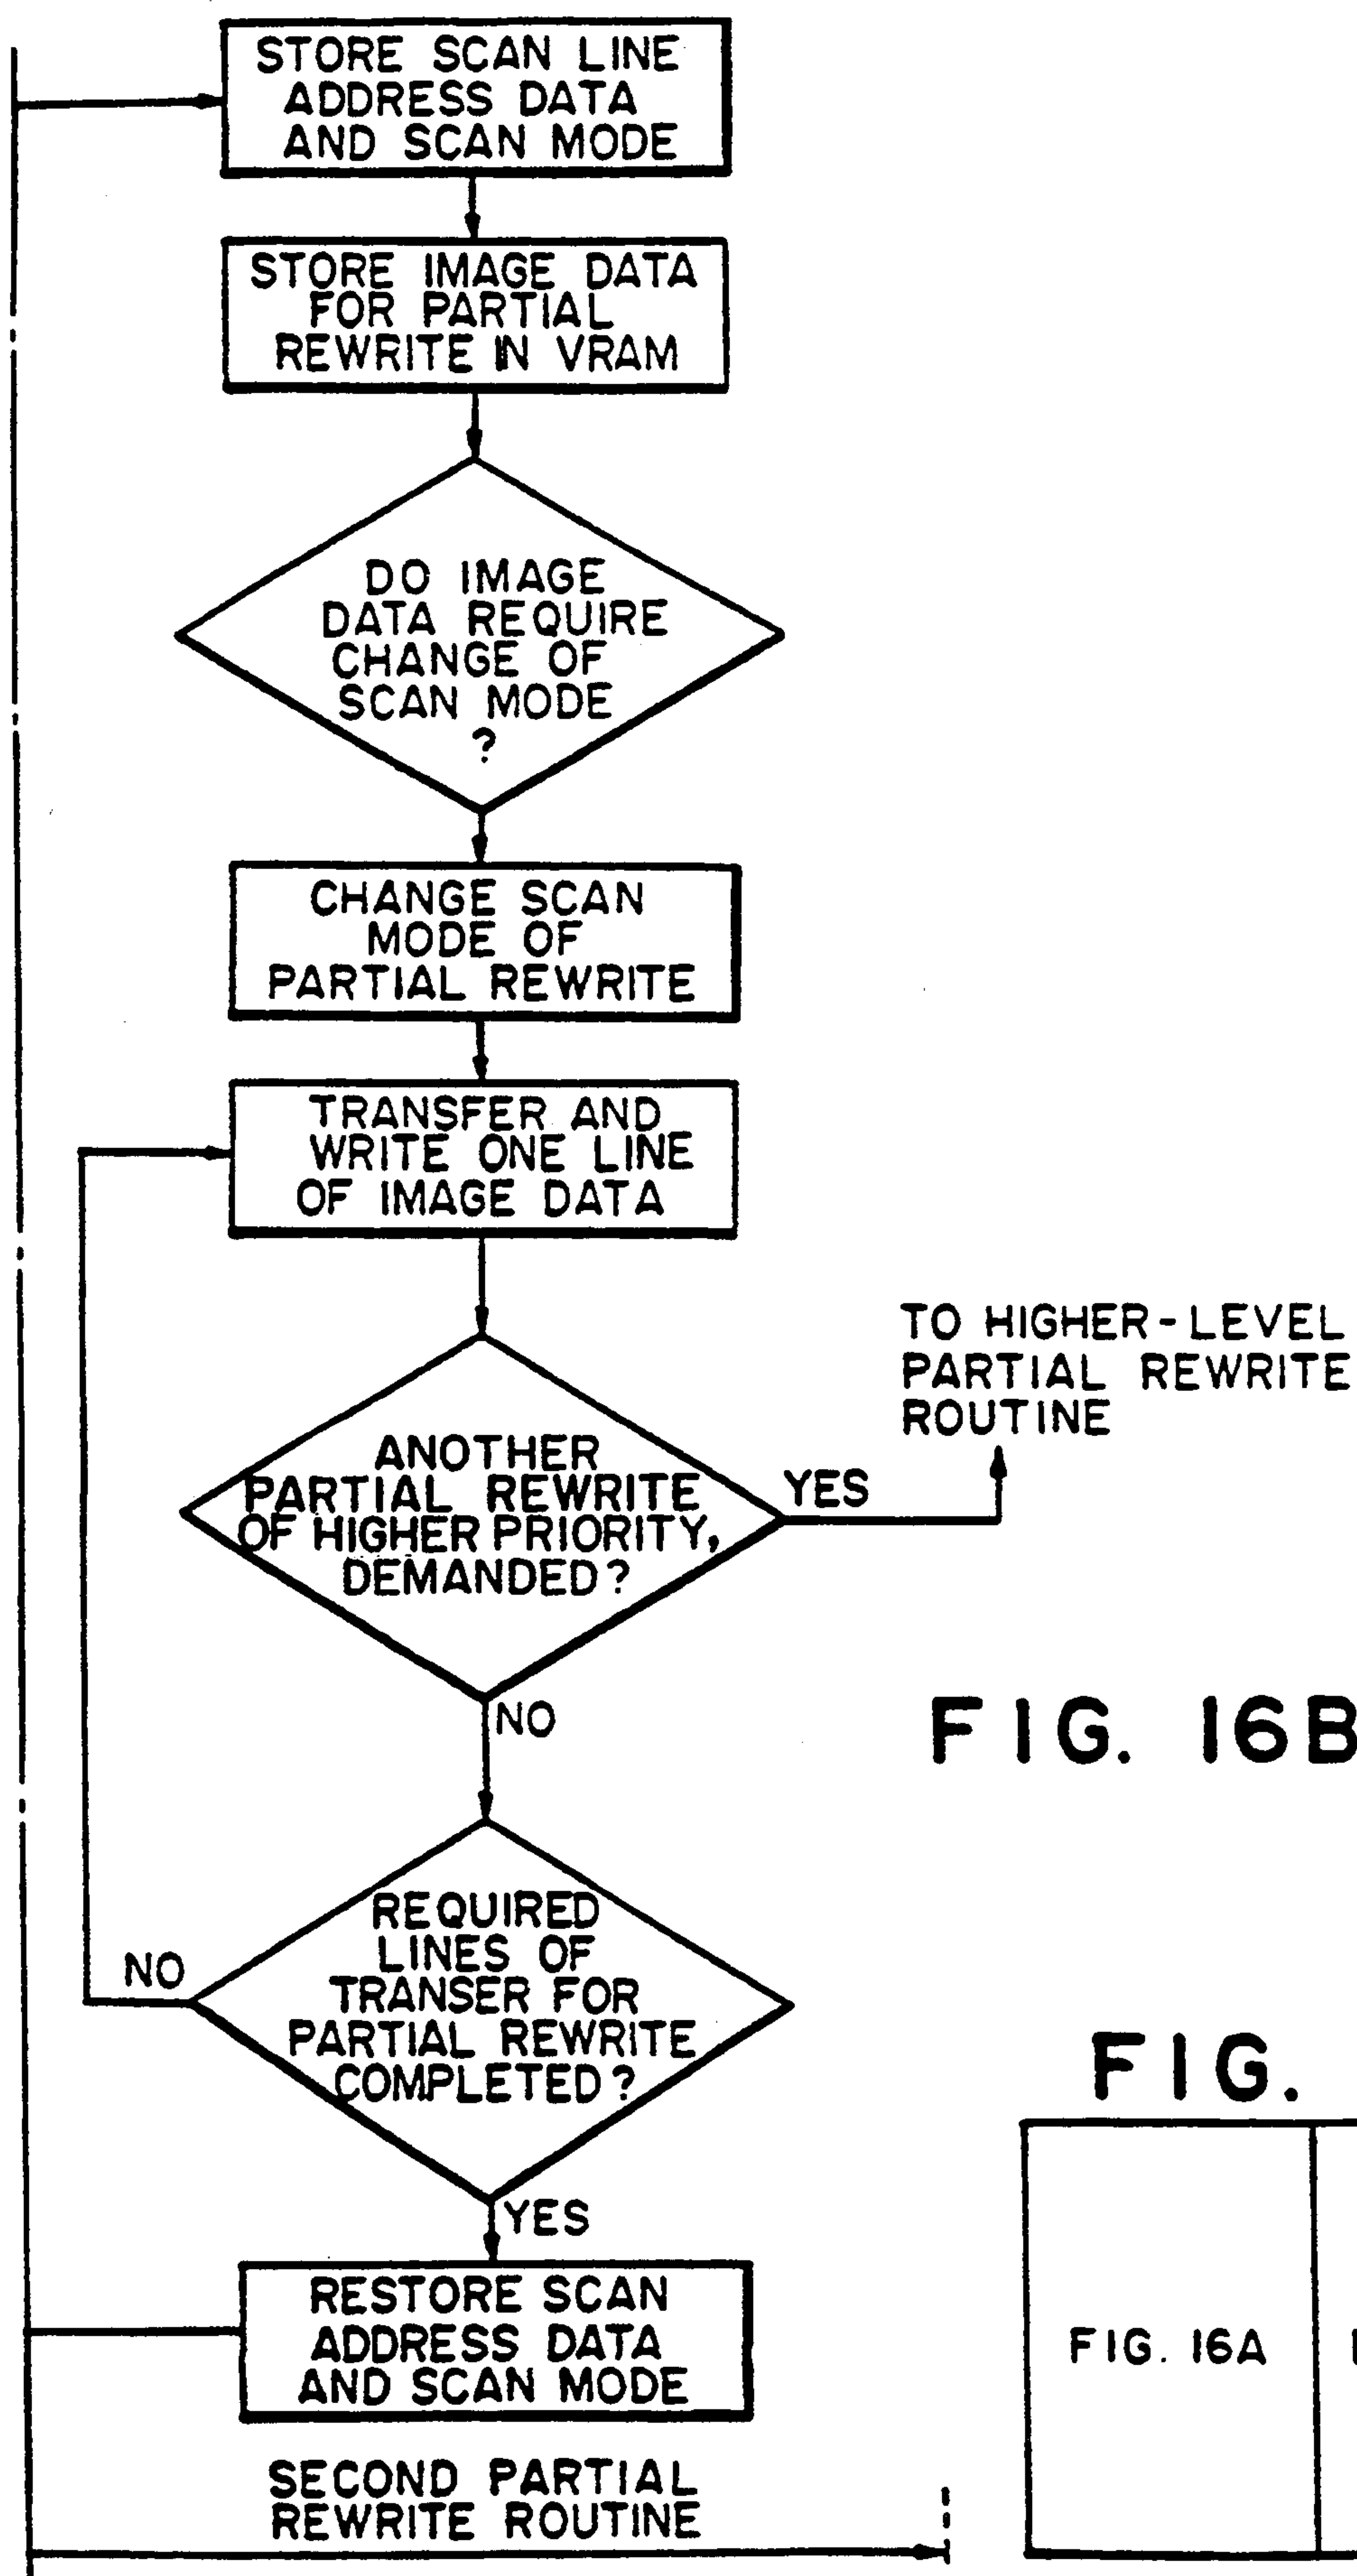 STORE SCAN LINE
ADDRESS DATA
AND SCAN MODE
STORE IMAGE DATA
FOR PARTIAL
REWRITE IN VRAM
DO IMAGE
DATA REQUIRE
CHANGE OF
SCAN MODE
?
CHANGE SCAN
MODE OF
PARTIAL REWRITE
TRANSFER AND
WRITE ONE LINE
OF IMAGE DATA
TO HIGHER-LEVEL
PARTIAL REWRITE
ROUTINE
ANOTHER
PARTIAL REWRITE
OF HIGHER PRIORITY,
DEMANDED?
YES
NO
FIG. 16B
REQUIRED
LINES OF
TRANSER FOR
PARTIAL REWRITE
COMPLETED?
NO
YES
FIG.
RESTORE SCAN
ADDRESS DATA
AND SCAN MODE
FIG. 16A
SECOND PARTIAL
REWRITE ROUTINE